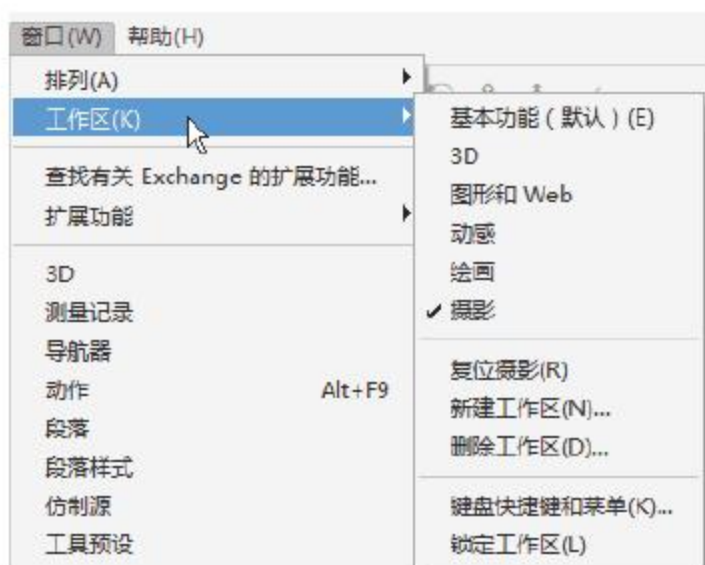 窗口(W) 帮助(H)
排列(A)
工作区(K)
查找有关 Exchange 的扩展功能...
扩展功能
3D
测量记录
导航器
动作 Alt+F9
段落
段落样式
仿制源
工具预设
基本功能（默认）(E)
3D
图形和 Web
动感
绘画
摄影
复位摄影(R)
新建工作区(N)...
删除工作区(D)...
键盘快捷键和菜单(K)...
锁定工作区(L)